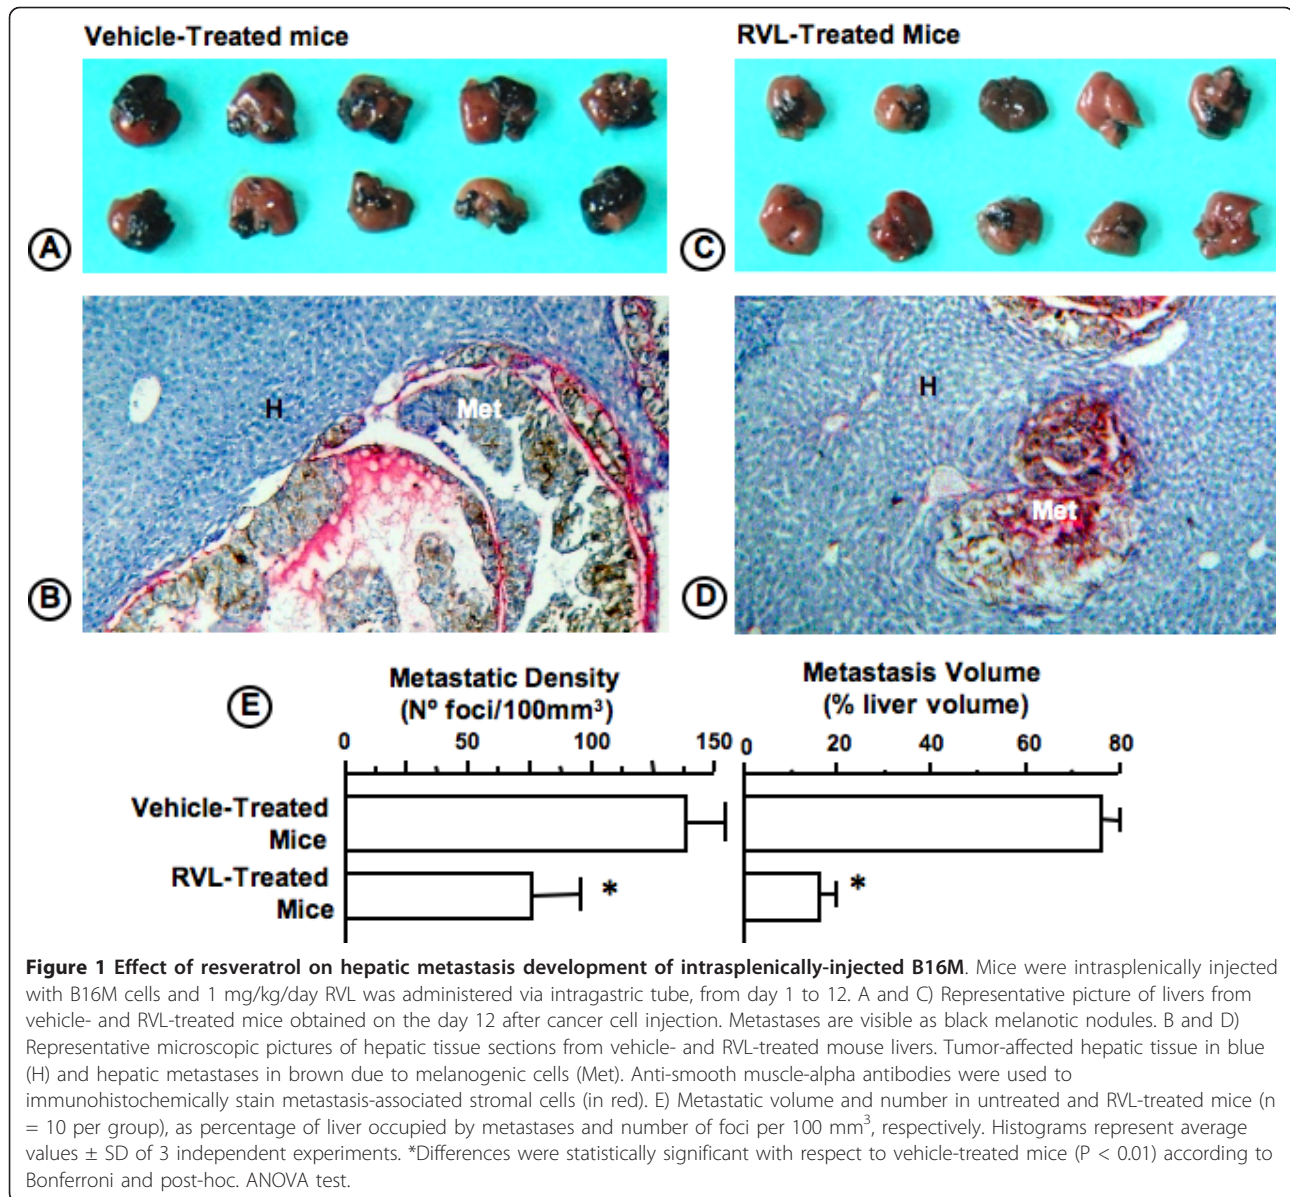 Vehicle-Treated mice
RVL-Treated Mice
A
C
H
Met
H
Met
B
D
E
Metastatic Density
(Nº foci/100mm³)
Metastasis Volume
(% liver volume)
0 50 100 150
0 20 40 60 80
Vehicle-Treated
Mice
RVL-Treated
Mice
*
*
Figure 1 Effect of resveratrol on hepatic metastasis development of intrasplenically-injected B16M. Mice were intrasplenically injected
with B16M cells and 1 mg/kg/day RVL was administered via intragastric tube, from day 1 to 12. A and C) Representative picture of livers from
vehicle- and RVL-treated mice obtained on the day 12 after cancer cell injection. Metastases are visible as black melanotic nodules. B and D)
Representative microscopic pictures of hepatic tissue sections from vehicle- and RVL-treated mouse livers. Tumor-affected hepatic tissue in blue
(H) and hepatic metastases in brown due to melanogenic cells (Met). Anti-smooth muscle-alpha antibodies were used to
immunohistochemically stain metastasis-associated stromal cells (in red). E) Metastatic volume and number in untreated and RVL-treated mice (n
= 10 per group), as percentage of liver occupied by metastases and number of foci per 100 mm³, respectively. Histograms represent average
values ± SD of 3 independent experiments. *Differences were statistically significant with respect to vehicle-treated mice (P < 0.01) according to
Bonferroni and post-hoc. ANOVA test.